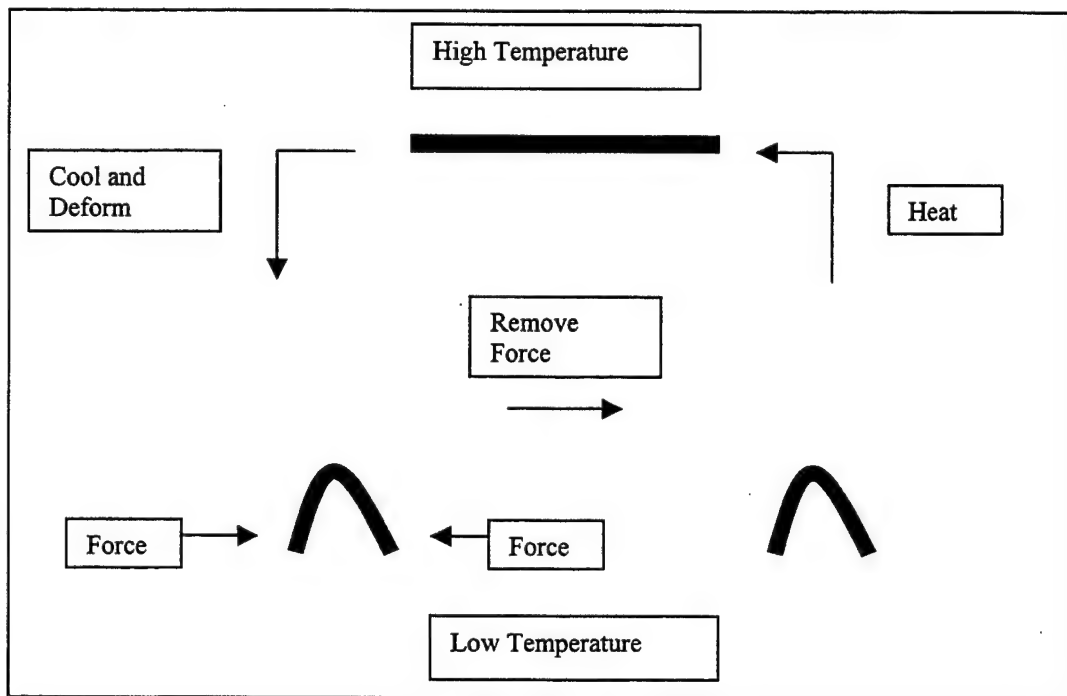 High Temperature
Cool and
Deform
Heat
Remove
Force
Force
Force
Low Temperature